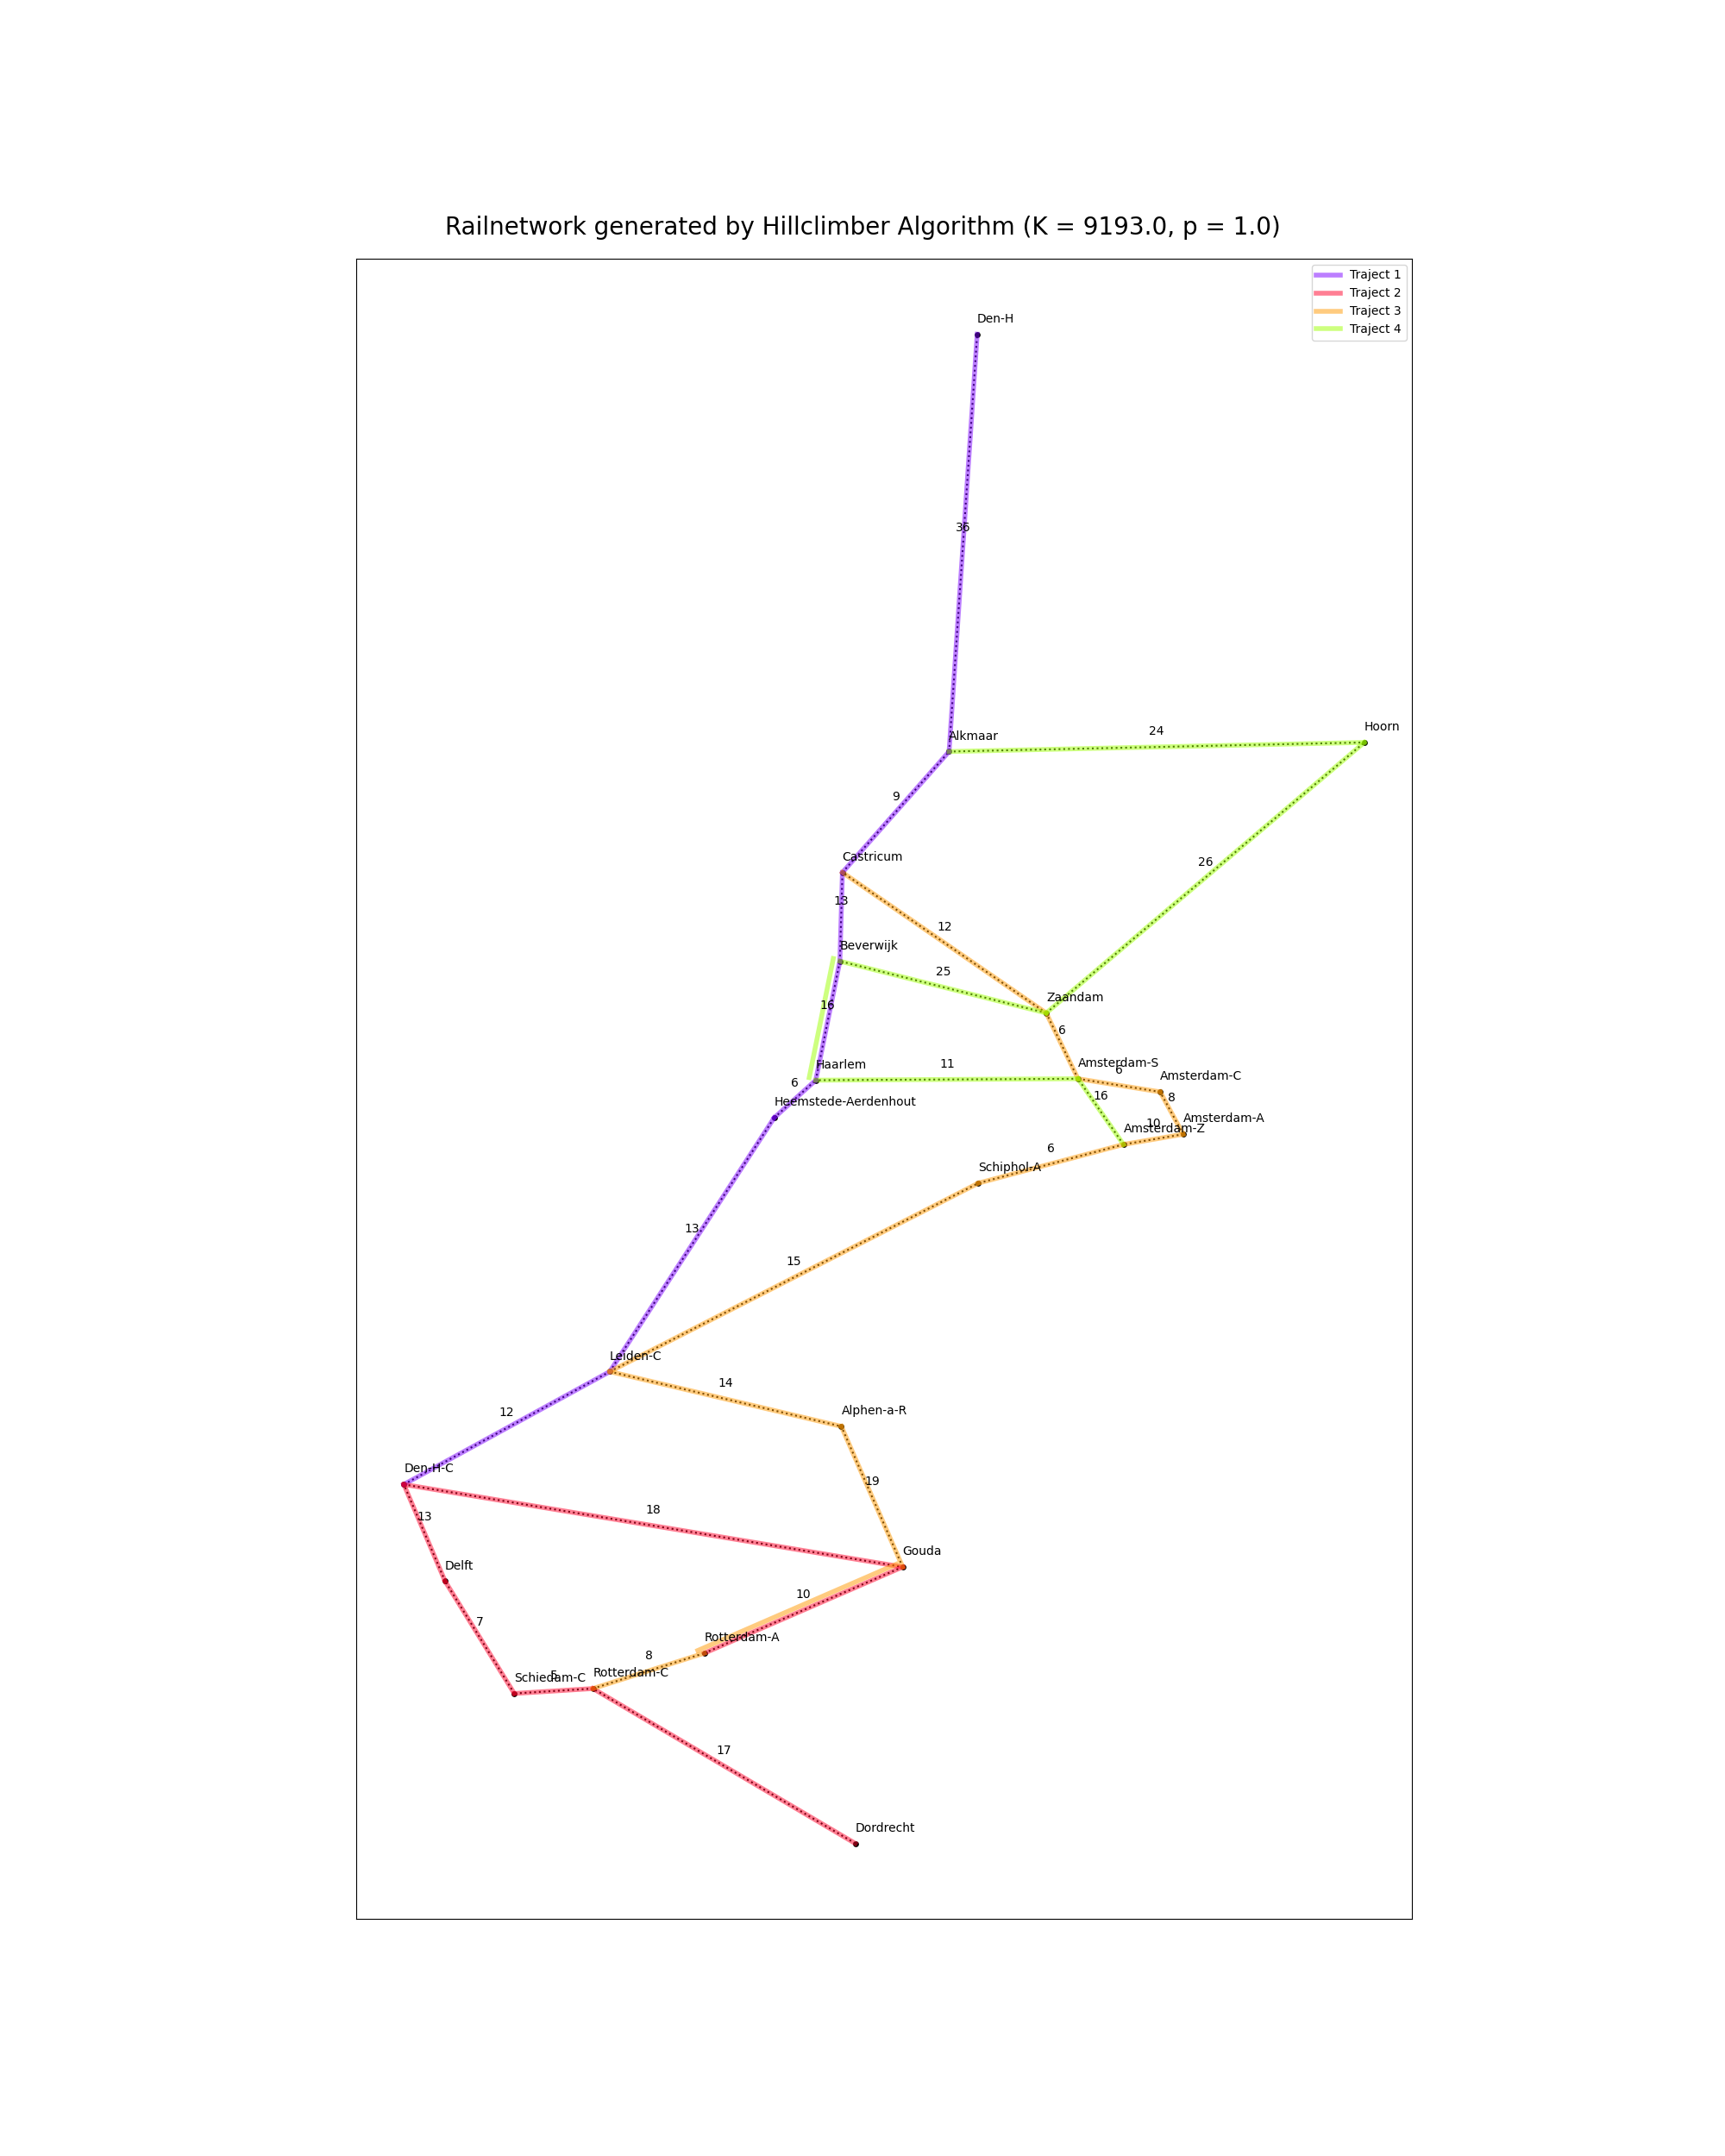 Railnetwork generated by Hillclimber Algorithm (K = 9193.0, p = 1.0)
Traject 1
Traject 2
Traject 3
Traject 4
Den-H
36
Alkmaar
24
Hoorn
9
Castricum
26
13
12
Beverwijk
25
Zaandam
16
6
Haarlem
11
Amsterdam-S
6
Amsterdam-C
6
Heemstede-Aerdenhout
16
8
Amsterdam-A
10
Amsterdam-Z
6
Schiphol-A
13
15
Leiden-C
14
12
Alphen-a-R
Den-H-C
19
18
13
Gouda
Delft
10
7
Rotterdam-A
8
Schiedam-C
5
Rotterdam-C
17
Dordrecht